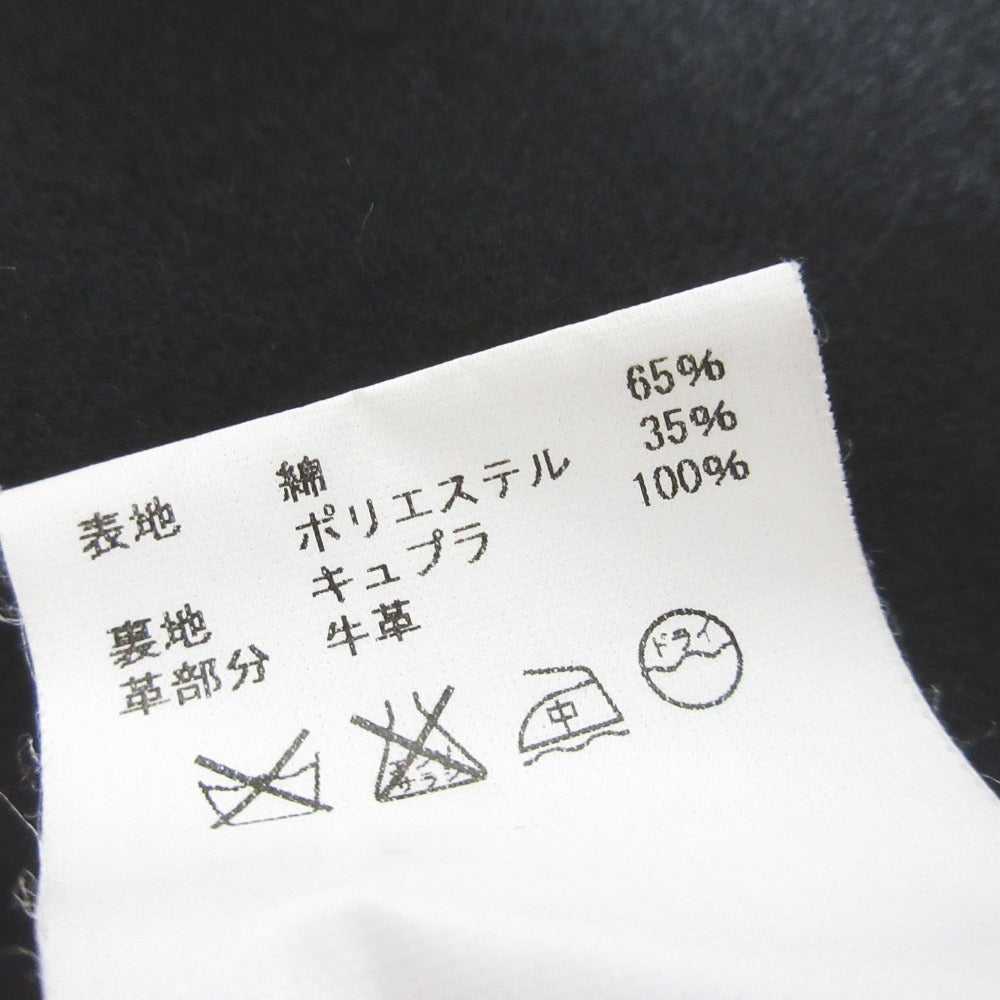 表地 綿 65%
ポリエステル 35%
裏地 キュプラ 100%
革部分 牛革
中 ドライ